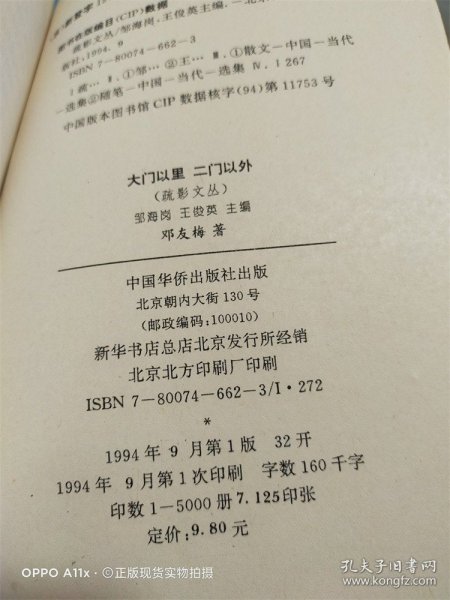 图书在版编目(CIP)数据
疏影文丛/邹海岗,王俊英主编.—北京
新社,1994.9
ISBN 7-80074-662-3
Ⅰ疏… Ⅱ.①邹… ②王… Ⅲ.①散文-中国-当代
-选集②随笔-中国-当代-选集 Ⅳ.I 267
中国版本图书馆CIP数据核字(94)第11753号
大门以里 二门以外
(疏影文丛)
邹海岗 王俊英 主编
邓友梅 著
中国华侨出版社出版
北京朝内大街130号
(邮政编码:100010)
新华书店总店北京发行所经销
北京北方印刷厂印刷
ISBN 7-80074-662-3/I·272
*
1994年9月第1版 32开
1994年9月第1次印刷 字数160千字
印数1-5000册 7.125印张
定价:9.80元
OPPO A11x·©正版现货实物拍摄
孔夫子旧书网
www.kongfz.com